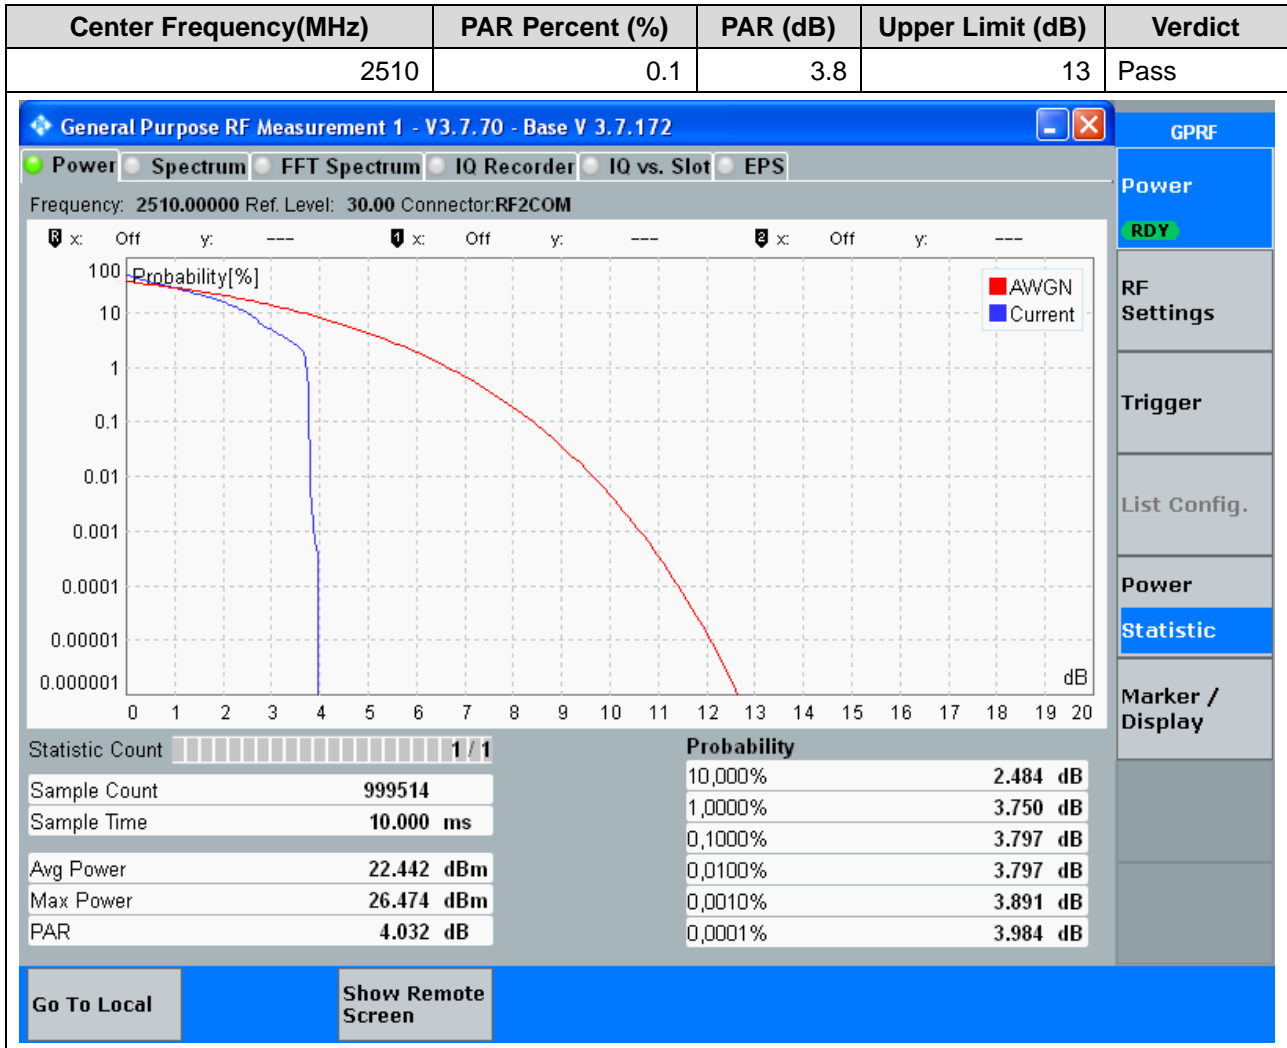 Center Frequency(MHz) PAR Percent (%) PAR (dB) Upper Limit (dB) Verdict
2510 0.1 3.8 13 Pass
General Purpose RF Measurement 1 - V3.7.70 - Base V 3.7.172
GPRF
Power Spectrum FFT Spectrum IQ Recorder IQ vs. Slot EPS
Frequency: 2510.00000 Ref. Level: 30.00 Connector:RF2COM
R x: Off y: --- 1 x: Off y: --- 2 x: Off y: ---
Probability[%]
AWGN
Current
100
10
1
0.1
0.01
0.001
0.0001
0.00001
0.000001
dB
0 1 2 3 4 5 6 7 8 9 10 11 12 13 14 15 16 17 18 19 20
Statistic Count 1 / 1
Sample Count 999514
Sample Time 10.000 ms
Avg Power 22.442 dBm
Max Power 26.474 dBm
PAR 4.032 dB
Probability
10,000% 2.484 dB
1,0000% 3.750 dB
0,1000% 3.797 dB
0,0100% 3.797 dB
0,0010% 3.891 dB
0,0001% 3.984 dB
Power
RDY
RF
Settings
Trigger
List Config.
Power
Statistic
Marker /
Display
Go To Local
Show Remote
Screen